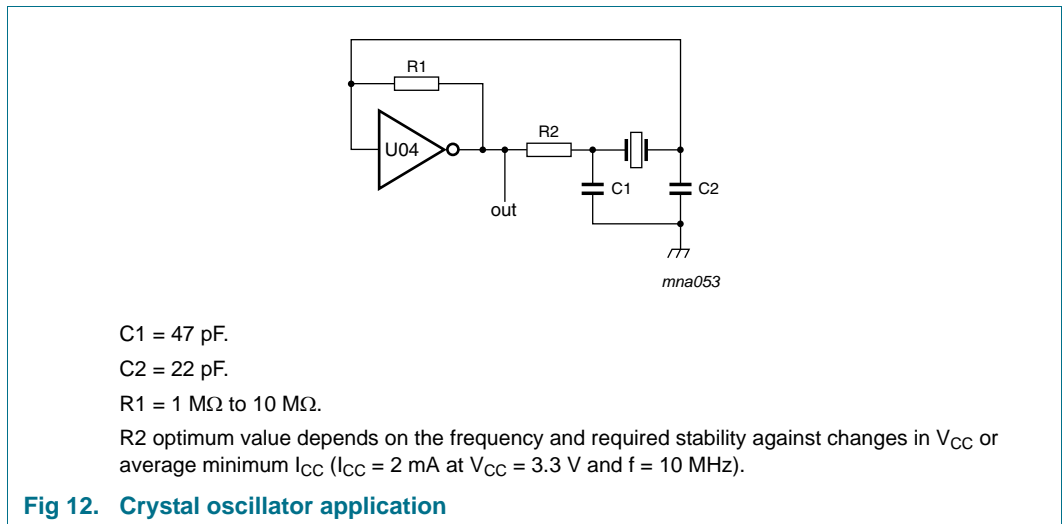 R1
U04
R2
out
C1
C2
mna053
C1 = 47 pF.
C2 = 22 pF.
R1 = 1 MΩ to 10 MΩ.
R2 optimum value depends on the frequency and required stability against changes in VCC or
average minimum ICC (ICC = 2 mA at VCC = 3.3 V and f = 10 MHz).
Fig 12. Crystal oscillator application